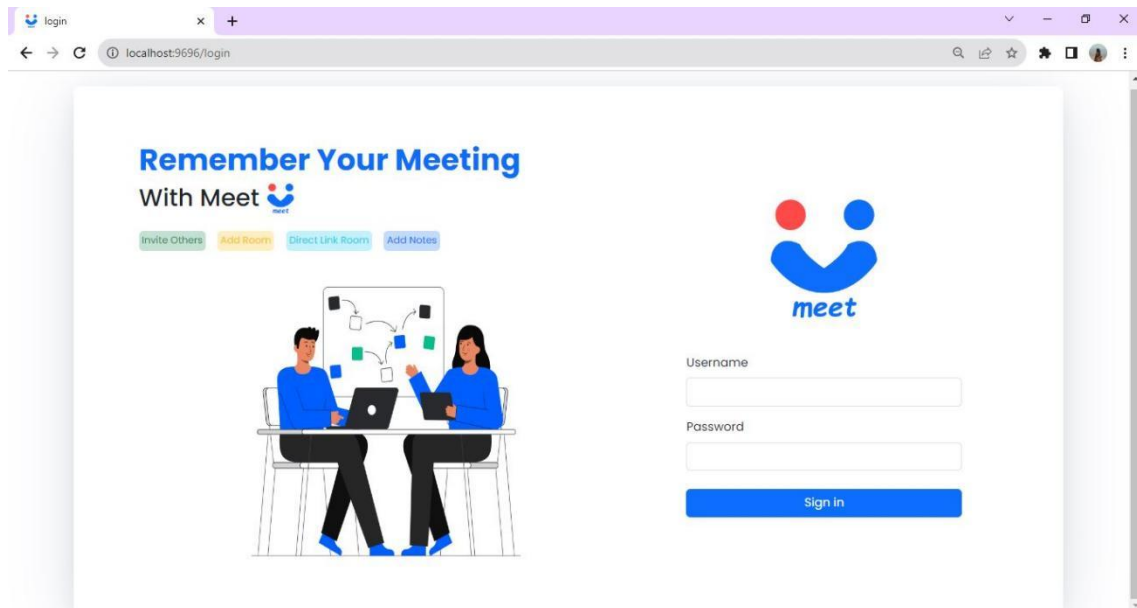 login
localhost:9696/login
Remember Your Meeting
With Meet
meet
Invite Others Add Room Direct Link Room Add Notes
meet
Username
Password
Sign in